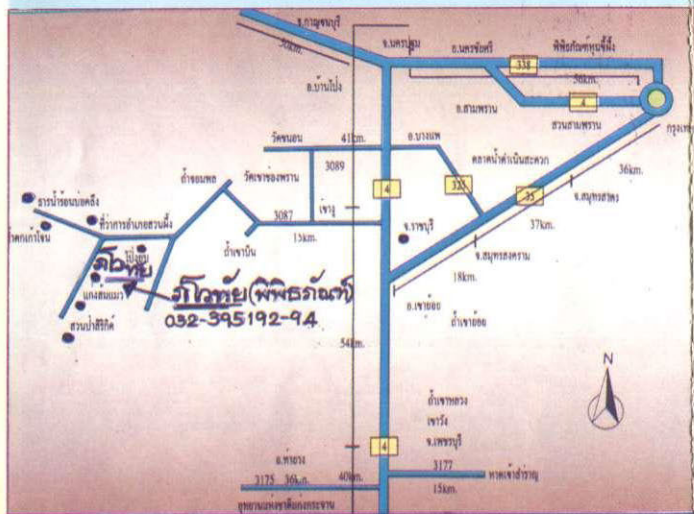 จ.กาญจนบุรี
50km.
จ.นครปฐม
อ.นครชัยศรี
พิพิธภัณฑ์หุ่นขี้ผึ้ง
338
56km.
อ.บ้านโป่ง
อ.สามพราน
4
สวนสามพราน
กรุงเทพ
วัดขนอน
41km.
อ.บางแพ
ตลาดน้ำดำเนินสะดวก
36km.
ถ้ำจอมพล
วัดเขาช่องพราน
3089
4
325
35
จ.สมุทรสาคร
ธารน้ำร้อนบ่อคลึง
ที่ว่าการอำเภอสวนผึ้ง
3087
เขางู
37km.
น้ำตกเก้าโจน
15km.
จ.ราชบุรี
ถ้ำเขาบิน
จ.สมุทรสงคราม
โป่งยุบ
18km.
ภโวทัย
แก่งส้มแมว
ภโวทัย (พิพิธภัณฑ์)
032-395192-94
อ.เขาย้อย
ถ้ำเขาย้อย
สวนป่าสิริกิติ์
54km.
N
ถ้ำเขาหลวง
เขาวัง
จ.เพชรบุรี
4
อ.ท่ายาง
3177
หาดเจ้าสำราญ
3175
36km.
40km.
15km.
อุทยานแห่งชาติแก่งกระจาน